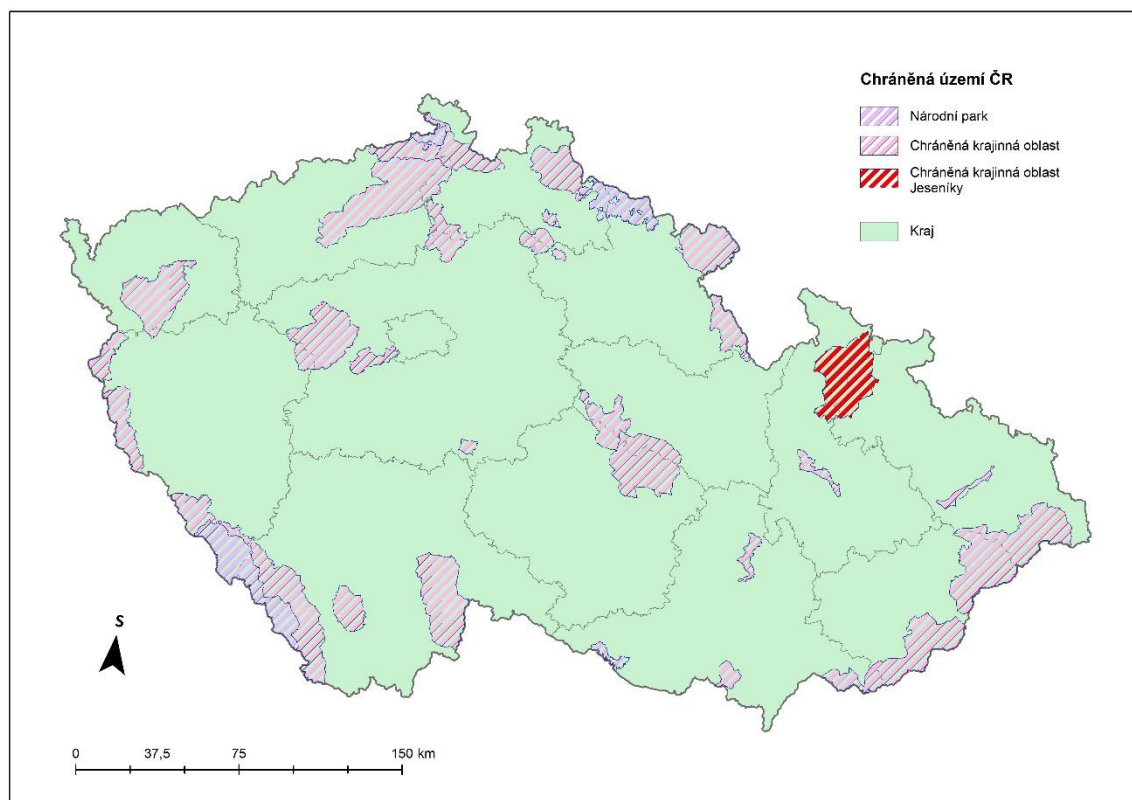 Chráněná území ČR
Národní park
Chráněná krajinná oblast
Chráněná krajinná oblast
Jeseníky
Kraj
S
0 37,5 75 150 km